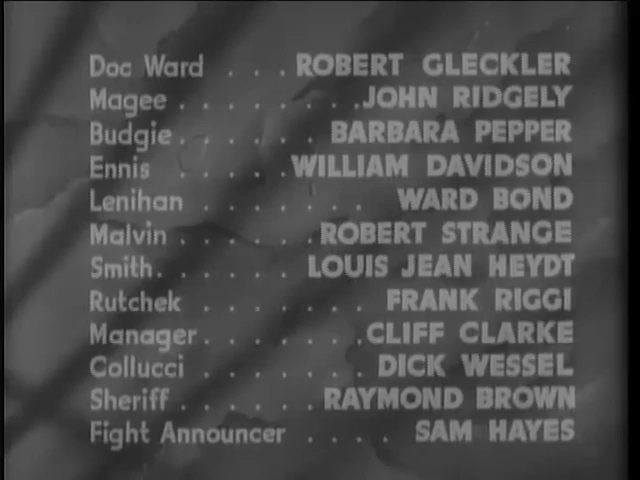 Doc Ward . . . ROBERT GLECKLER
Magee . . . . . . . . JOHN RIDGELY
Budgie . . . . . . BARBARA PEPPER
Ennis . . . . . WILLIAM DAVIDSON
Lenihan . . . . . . . WARD BOND
Malvin . . . . . . ROBERT STRANGE
Smith . . . . . . LOUIS JEAN HEYDT
Rutchek . . . . . . . FRANK RIGGI
Manager . . . . . . . CLIFF CLARKE
Collucci . . . . . . . DICK WESSEL
Sheriff . . . . . . RAYMOND BROWN
Fight Announcer . . . . SAM HAYES